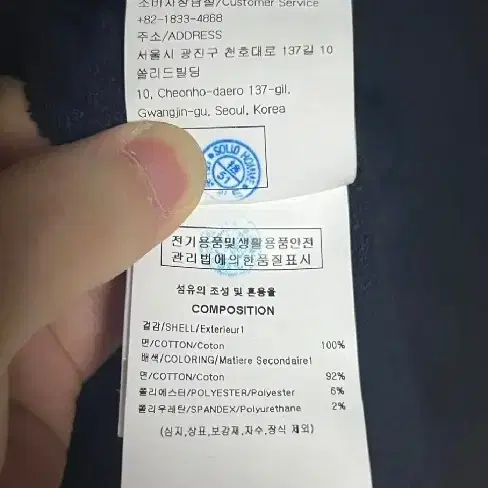 소비자상담실/Customer Service
+82-1833-4868
주소/ADDRESS
서울시 광진구 천호대로 137길 10
쏠리드빌딩
10, Cheonho-daero 137-gil,
Gwangjin-gu, Seoul, Korea
SOLID HOMME
51
전기용품및생활용품안전
관리법에의한품질표시
섬유의 조성 및 혼용율
COMPOSITION
겉감/SHELL/Exterieur1
면/COTTON/Coton 100%
배색/COLORING/Matiere Secondaire1
면/COTTON/Coton 92%
폴리에스터/POLYESTER/Polyester 6%
폴리우레탄/SPANDEX/Polyurethane 2%
(심지,상표,보강재,자수,장식 제외)